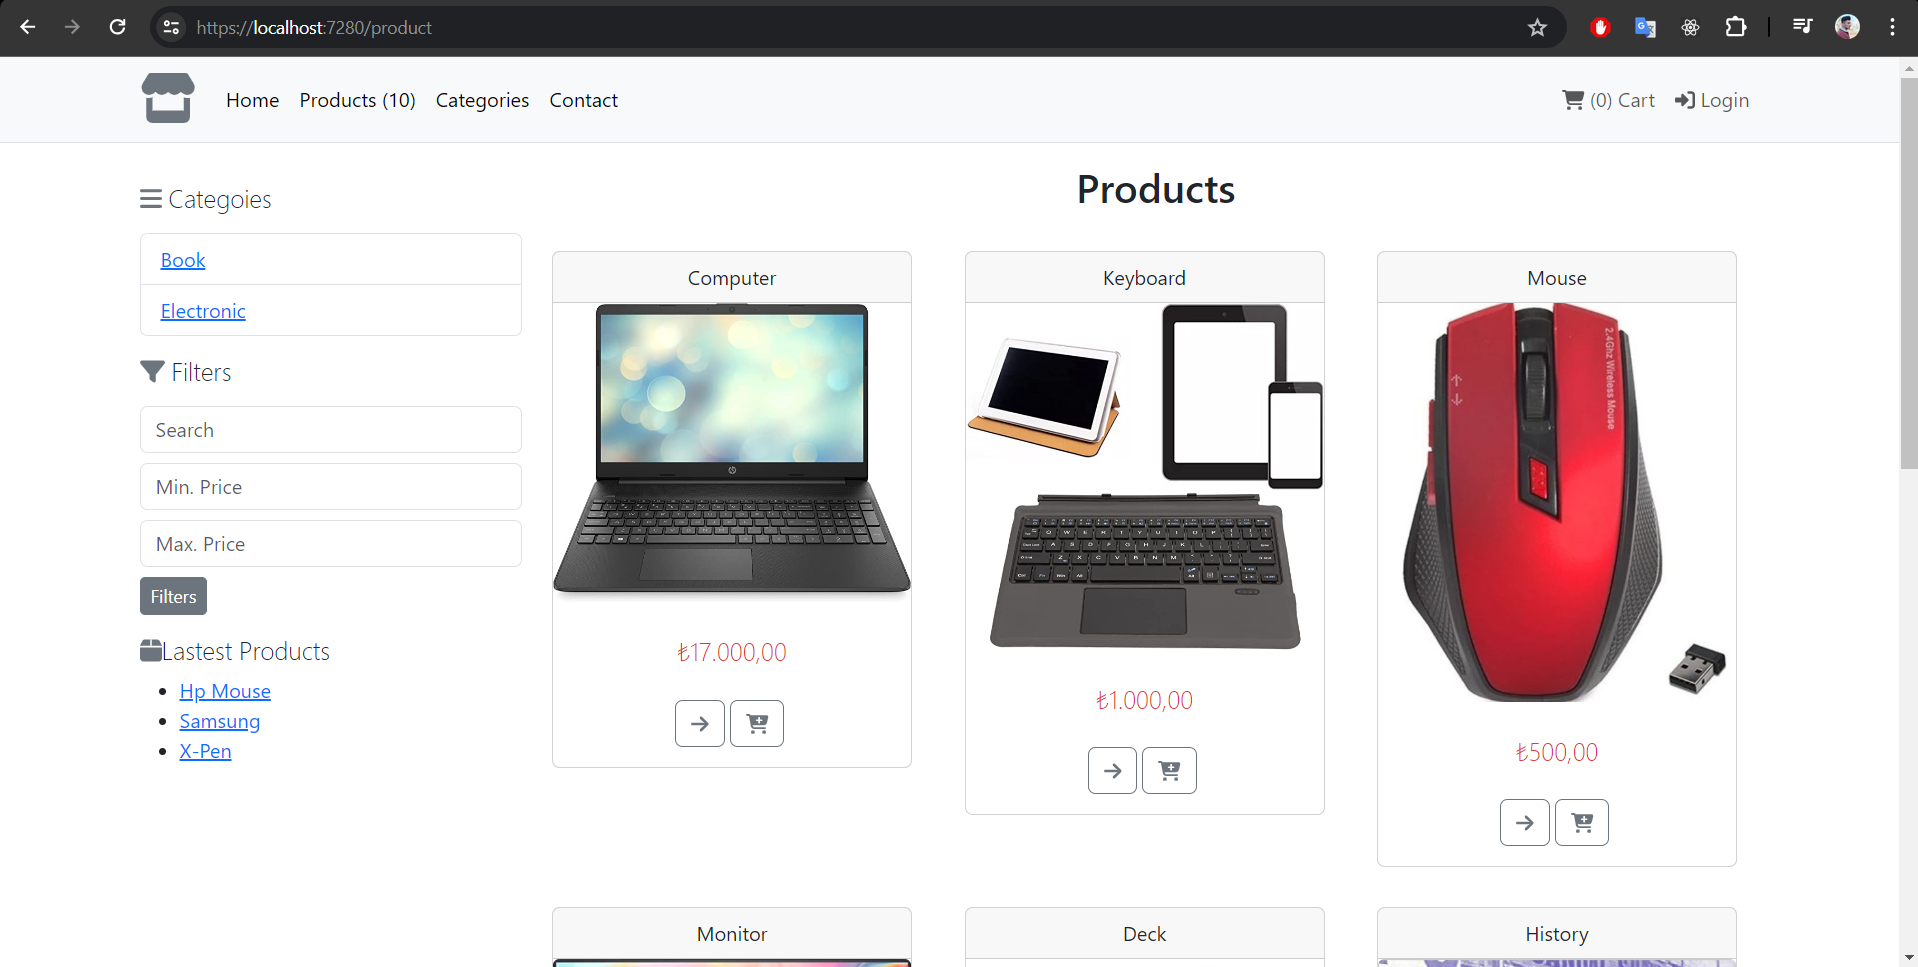 https://localhost:7280/product
Home Products (10) Categories Contact (0) Cart Login
Categoies
Book
Electronic
Filters
Search
Min. Price
Max. Price
Filters
Lastest Products
Hp Mouse
Samsung
X-Pen
Products
Computer
₺17.000,00
Keyboard
₺1.000,00
Mouse
2.4Ghz Wireless Mouse
₺500,00
Monitor
Deck
History